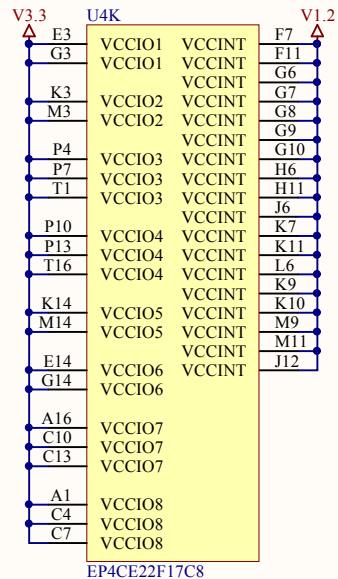 V3.3 U4K V1.2
E3 VCCIO1 VCCINT F7
G3 VCCIO1 VCCINT F11
VCCINT G6
K3 VCCIO2 VCCINT G7
M3 VCCIO2 VCCINT G8
VCCINT G9
P4 VCCIO3 VCCINT G10
P7 VCCIO3 VCCINT H6
T1 VCCIO3 VCCINT H11
VCCINT J6
P10 VCCIO4 VCCINT K7
P13 VCCIO4 VCCINT K11
T16 VCCIO4 VCCINT L6
VCCINT K9
K14 VCCIO5 VCCINT K10
M14 VCCIO5 VCCINT M9
VCCINT M11
E14 VCCIO6 VCCINT J12
G14 VCCIO6
A16 VCCIO7
C10 VCCIO7
C13 VCCIO7
A1 VCCIO8
C4 VCCIO8
C7 VCCIO8
EP4CE22F17C8